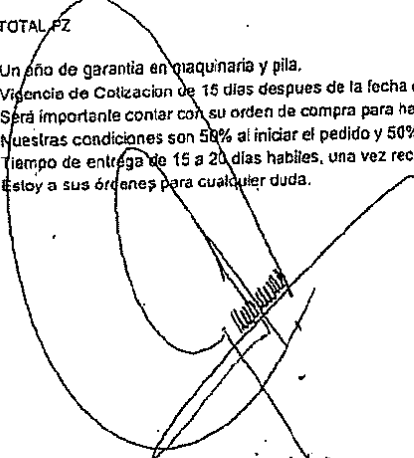 TOTAL PZ
Un año de garantia en maquinaria y pila.
Vigencia de Cotizacion de 15 dias despues de la fecha
Será importante contar con su orden de compra para ha
Nuestras condiciones son 50% al iniciar el pedido y 50%
Tiempo de entrega de 15 a 20 dias habiles, una vez rec
Estoy a sus órdenes para cualquier duda.